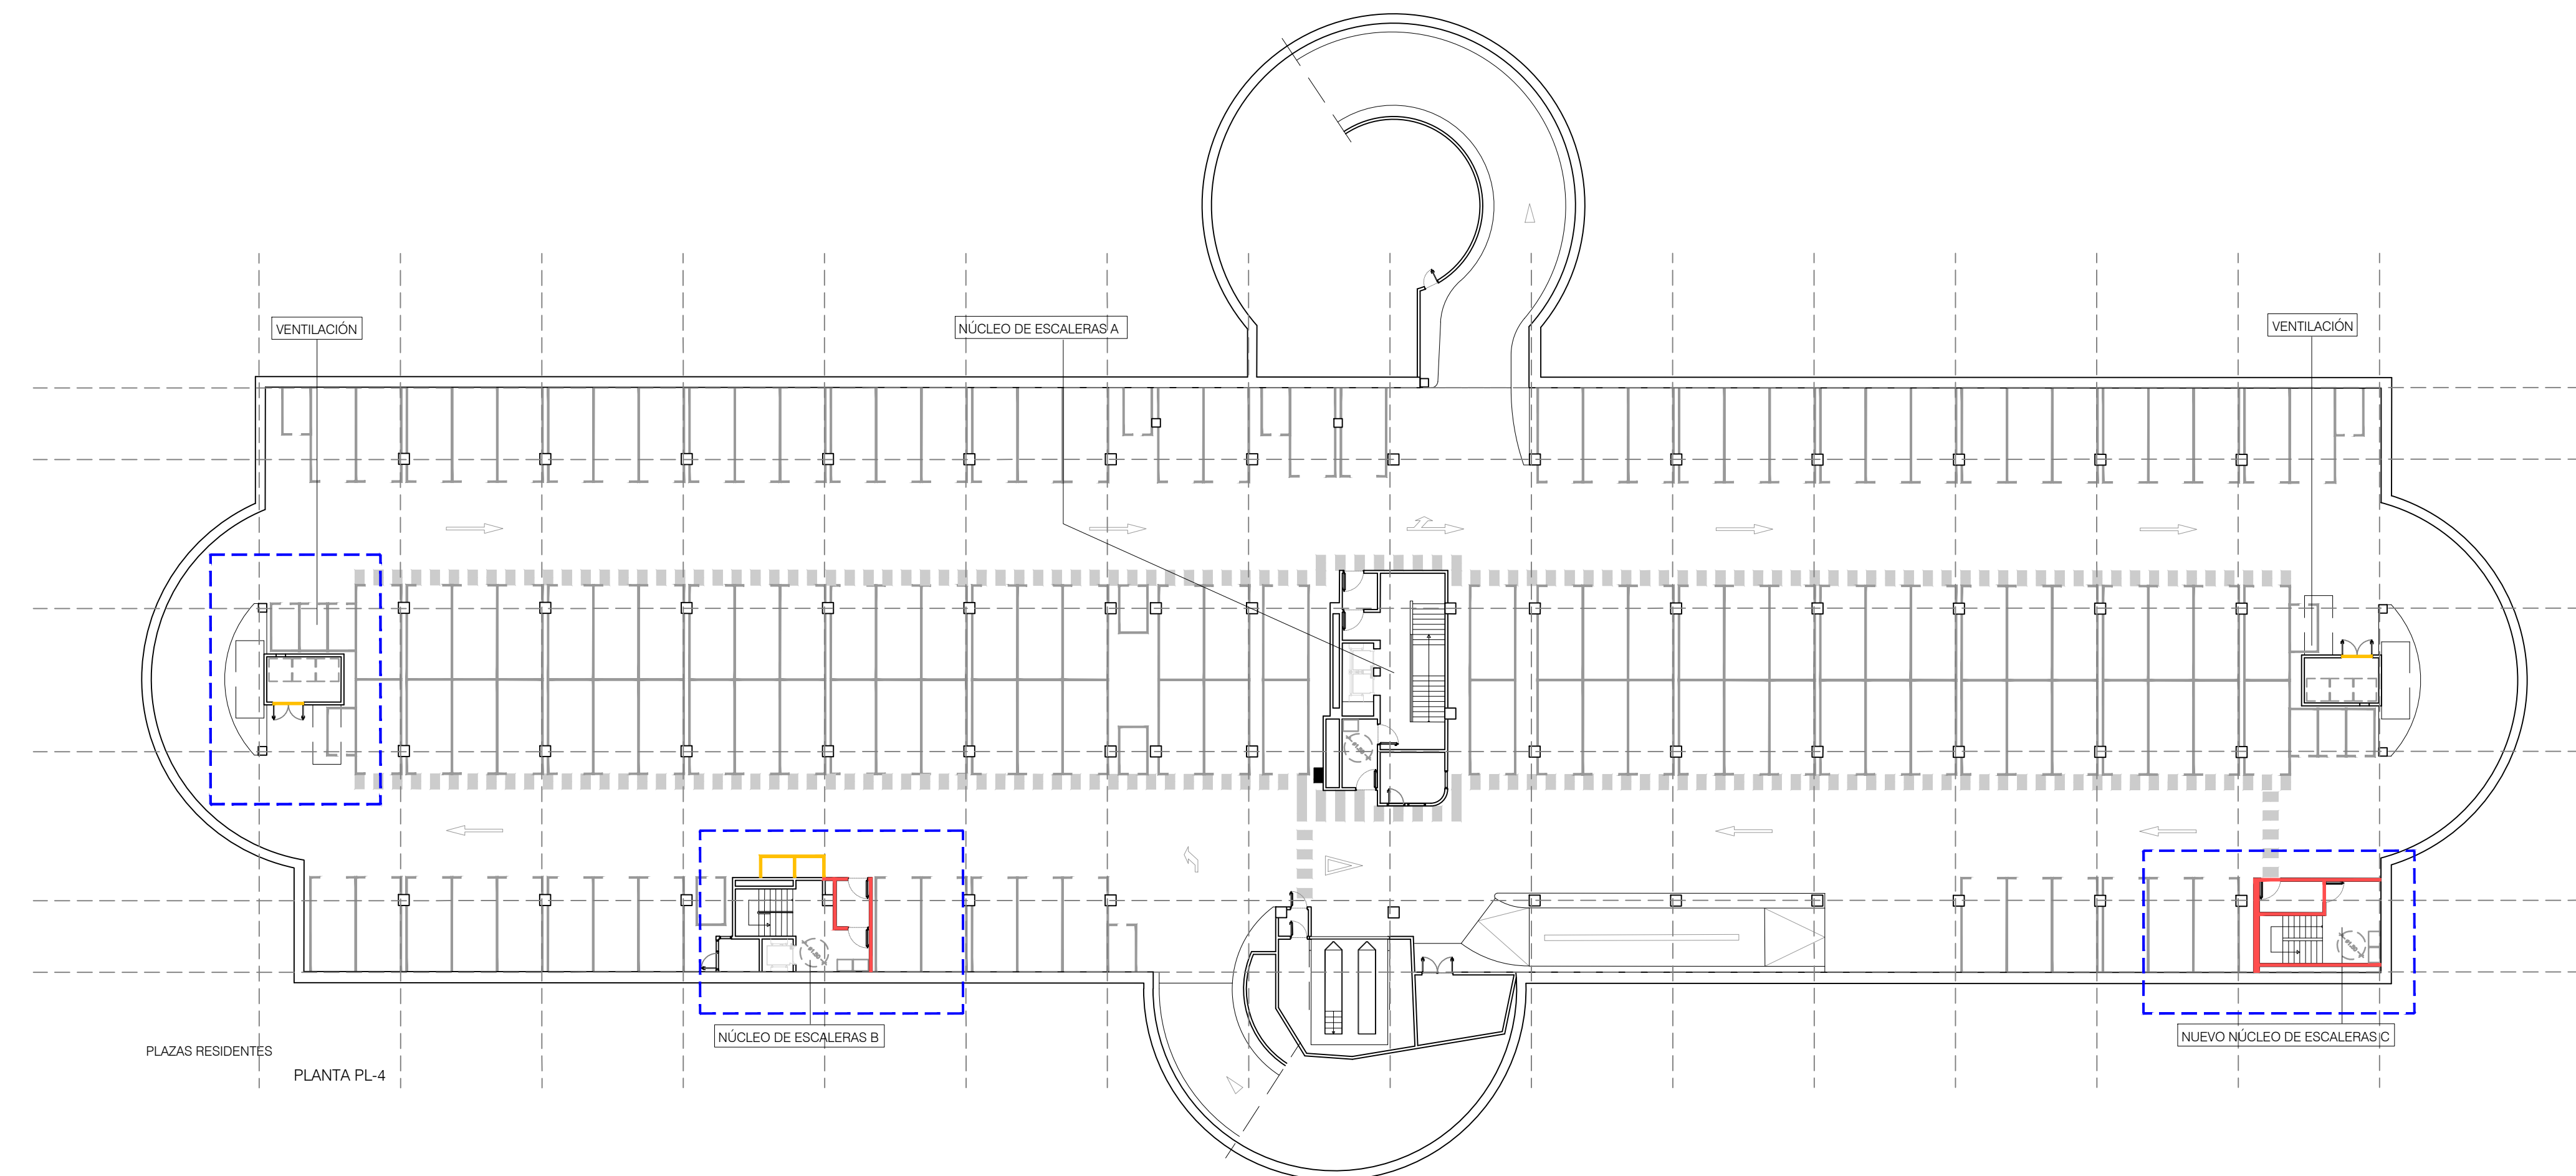 VENTILACIÓN
NÚCLEO DE ESCALERAS A
VENTILACIÓN
NÚCLEO DE ESCALERAS B
NUEVO NÚCLEO DE ESCALERAS C
PLAZAS RESIDENTES
PLANTA PL-4